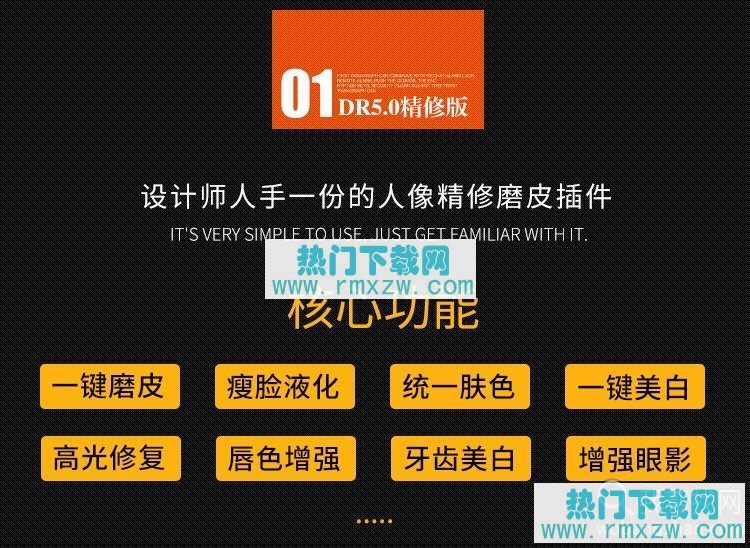 01
DR5.0精修版
设计师人手一份的人像精修磨皮插件
IT'S VERY SIMPLE TO USE, JUST GET FAMILIAR WITH IT.
热门下载网
www.rmxzw.com
核心功能
一键磨皮 瘦脸液化 统一肤色 一键美白
高光修复 唇色增强 牙齿美白 增强眼影
.....
热门下载网
www.rmxzw.com